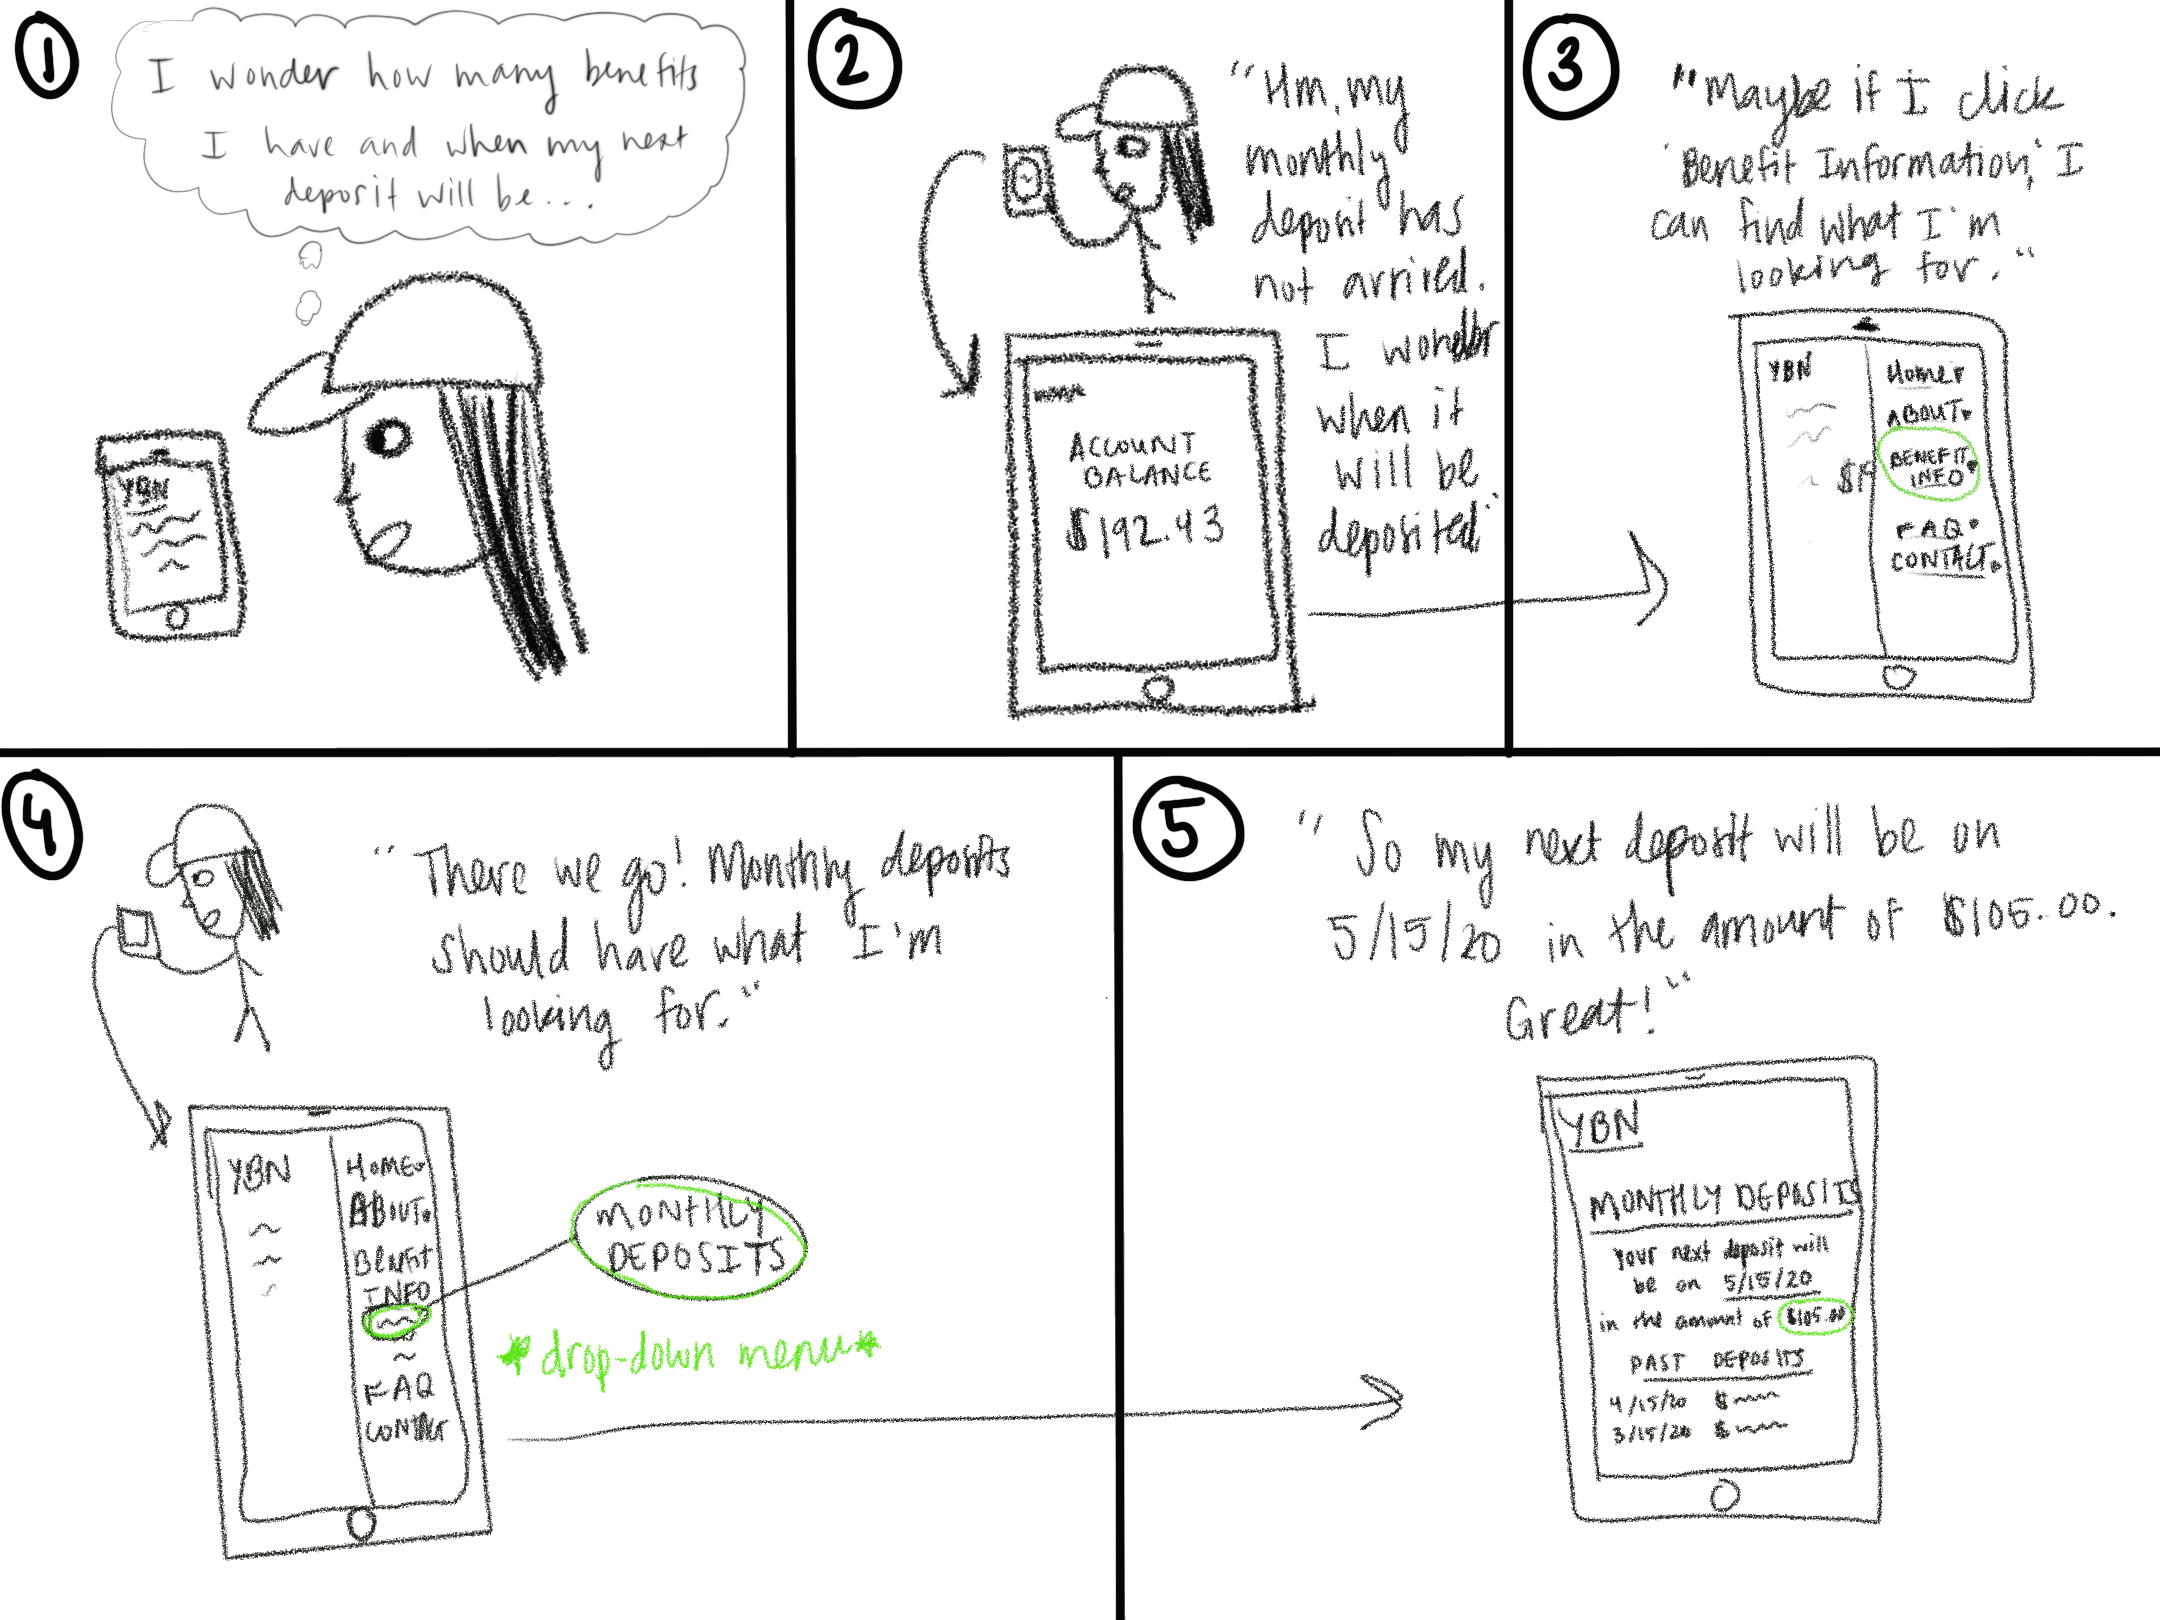 1
I wonder how many benefits
I have and when my next
deposit will be...
YBN
2
"Hm, my
monthly
deposit has
not arrived.
I wonder
when it
will be
deposited"
ACCOUNT
BALANCE
$192.43
3
"Maybe if I click
'Benefit Information,' I
can find what I'm
looking for."
YBN
Home
ABOUT
BENEFIT
INFO
FAQ
CONTACT
4
"There we go! Monthly deposits
should have what I'm
looking for."
YBN
HOME
ABOUT
BENEFIT
INFO
FAQ
CONTACT
MONTHLY
DEPOSITS
*drop-down menu*
5
"So my next deposit will be on
5/15/20 in the amount of $105.00.
Great!"
YBN
MONTHLY DEPOSITS
Your next deposit will
be on 5/15/20
in the amount of $105.00
PAST DEPOSITS
4/15/20 $
3/15/20 $